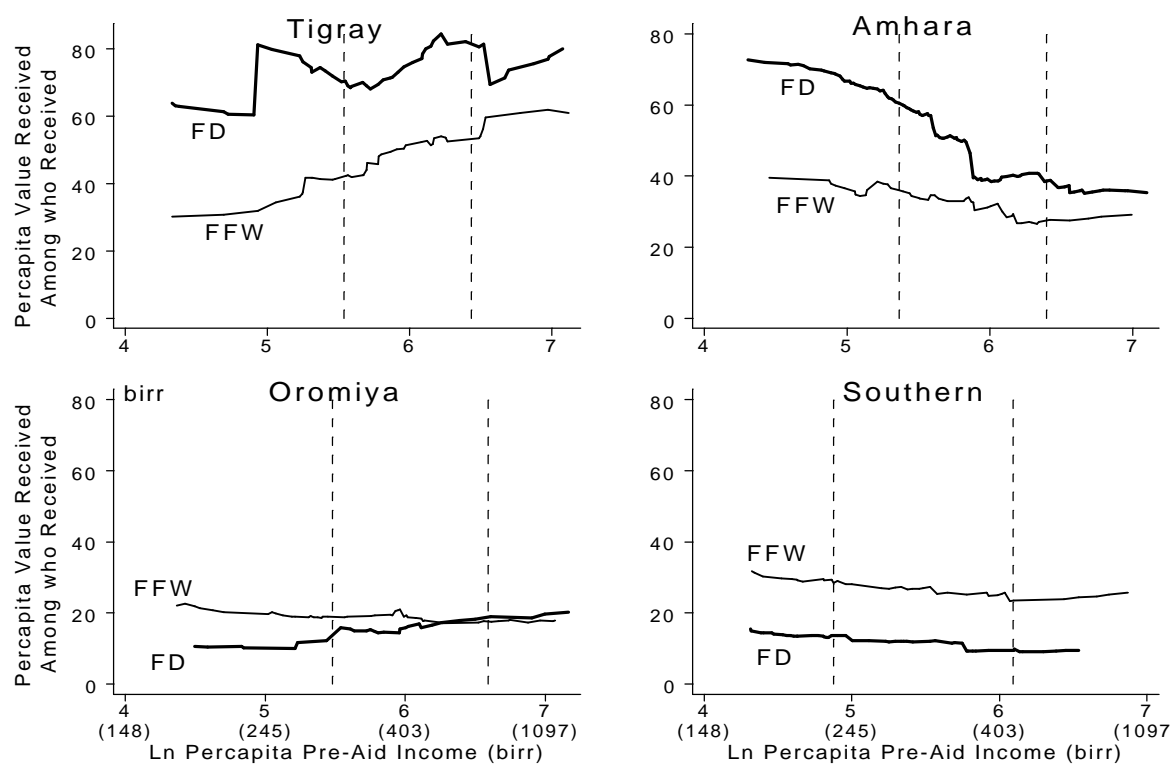 Tigray
Amhara
Percapita Value Received
Among who Received
80
60
40
20
0
FD
FFW
4 5 6 7
80
60
40
20
0
FD
FFW
4 5 6 7
birr
Oromiya
Southern
Percapita Value Received
Among who Received
80
60
40
20
0
FFW
FD
4 5 6 7
(148) (245) (403) (1097)
Ln Percapita Pre-Aid Income (birr)
80
60
40
20
0
FFW
FD
4 5 6 7
(148) (245) (403) (1097
Ln Percapita Pre-Aid Income (birr)